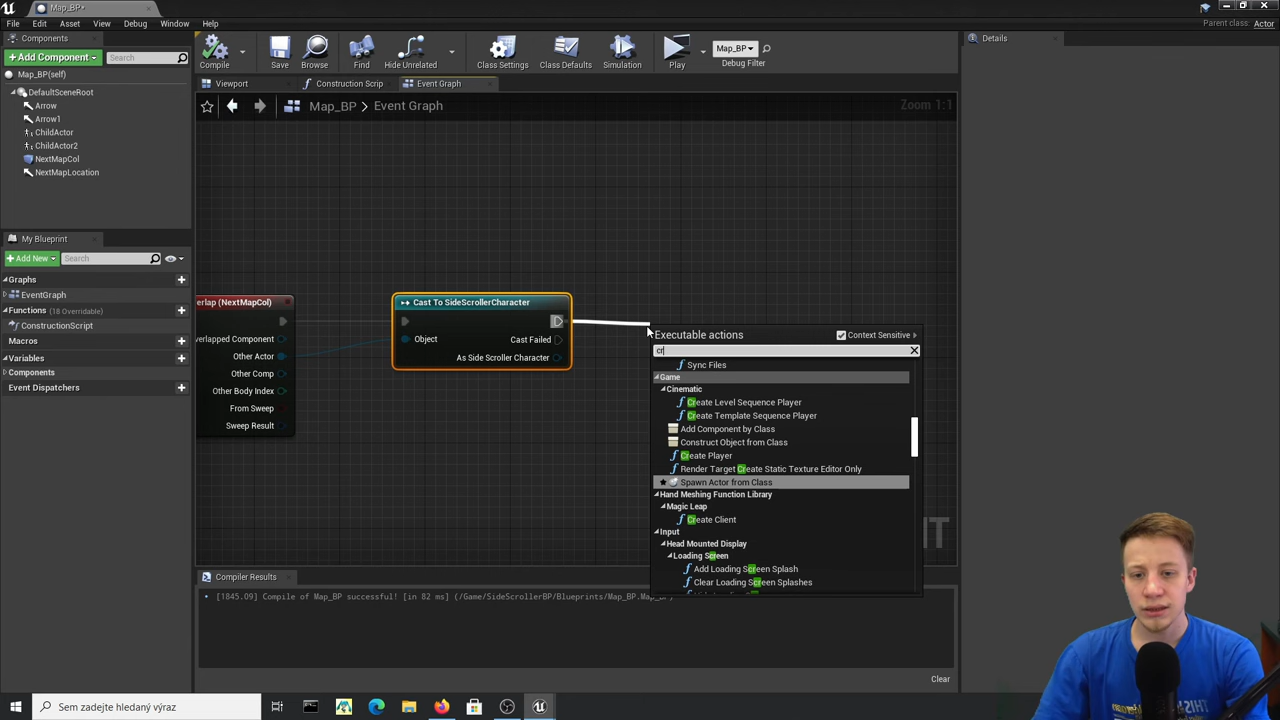 Map_BP*
File Edit Asset View Debug Window Help
Parent class: Actor
Components
+Add Component
Search
Map_BP(self)
DefaultSceneRoot
Arrow
Arrow1
ChildActor
ChildActor2
NextMapCol
NextMapLocation
Compile
Save
Browse
Find
Hide Unrelated
Class Settings
Class Defaults
Simulation
Play
Map_BP
Debug Filter
Details
Viewport
Construction Scrip
Event Graph
Map_BP > Event Graph
Zoom 1:1
My Blueprint
+Add New
Search
Graphs
EventGraph
Functions (18 Overridable)
ConstructionScript
Macros
Variables
Components
Event Dispatchers
erlap (NextMapCol)
verlapped Component
Other Actor
Other Comp
Other Body Index
From Sweep
Sweep Result
Cast To SideScrollerCharacter
Object
Cast Failed
As Side Scroller Character
Executable actions
Context Sensitive
cr
Sync Files
Game
Cinematic
Create Level Sequence Player
Create Template Sequence Player
Add Component by Class
Construct Object from Class
Create Player
Render Target Create Static Texture Editor Only
Spawn Actor from Class
Hand Meshing Function Library
Magic Leap
Create Client
Input
Head Mounted Display
Loading Screen
Add Loading Screen Splash
Clear Loading Screen Splashes
Compiler Results
[1845.09] Compile of Map_BP successful! [in 82 ms] (/Game/SideScrollerBP/Blueprints/Map_BP.Map_BP)
Clear
Sem zadejte hledaný výraz